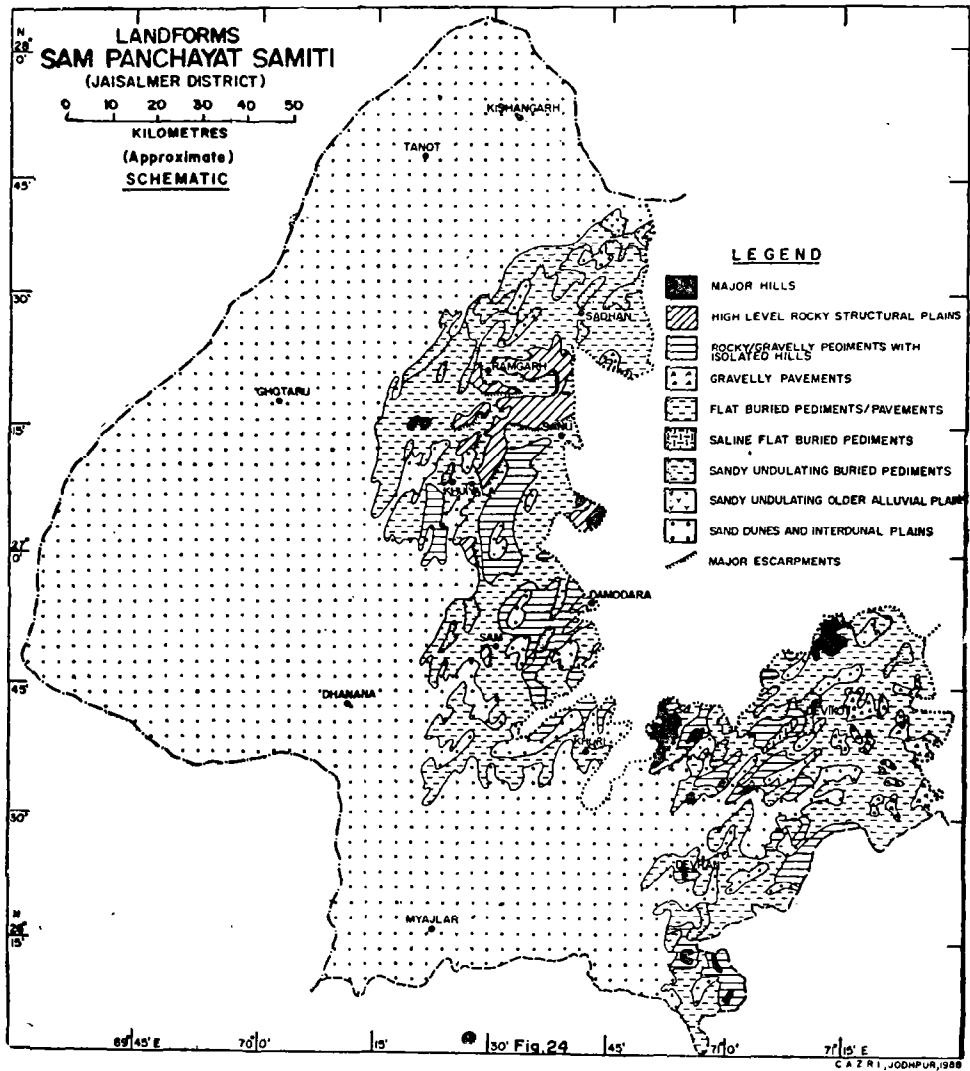 LANDFORMS
SAM PANCHAYAT SAMITI
(JAISALMER DISTRICT)
0 10 20 30 40 50
KILOMETRES
(Approximate)
SCHEMATIC
N
28°
0'
45'
30'
15'
27°
0'
45'
30'
N
26°
15'
KISHANGARH
TANOT
SADHAN
RAMGARH
GHOTARU
SANU
DAMODARA
SAM
DHANANA
KHURI
DEVIKOT
MYAJLAR
LEGEND
MAJOR HILLS
HIGH LEVEL ROCKY STRUCTURAL PLAINS
ROCKY/GRAVELLY PEDIMENTS WITH
ISOLATED HILLS
GRAVELLY PAVEMENTS
FLAT BURIED PEDIMENTS/PAVEMENTS
SALINE FLAT BURIED PEDIMENTS
SANDY UNDULATING BURIED PEDIMENTS
SANDY UNDULATING OLDER ALLUVIAL PLAINS
SAND DUNES AND INTERDUNAL PLAINS
MAJOR ESCARPMENTS
69° 45' E
70° 0'
15'
30'
45'
71° 0'
71° 15' E
Fig.24
C A Z R I, JODHPUR, 1988